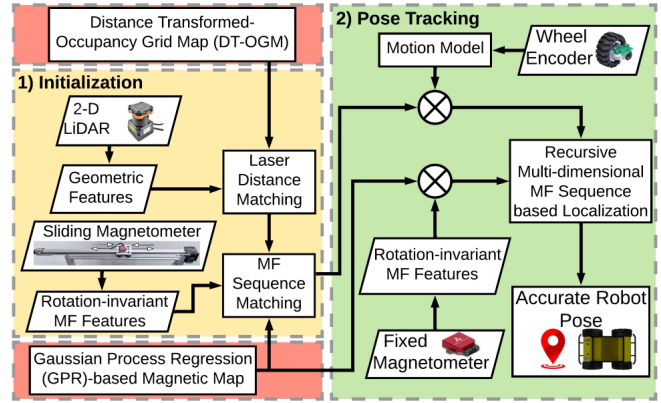 Distance Transformed-
Occupancy Grid Map (DT-OGM)
1) Initialization
2-D
LiDAR
Geometric
Features
Laser
Distance
Matching
Sliding Magnetometer
Rotation-invariant
MF Features
MF
Sequence
Matching
Gaussian Process Regression
(GPR)-based Magnetic Map
2) Pose Tracking
Motion Model
Wheel
Encoder
Recursive
Multi-dimensional
MF Sequence
based Localization
Rotation-invariant
MF Features
Fixed
Magnetometer
Accurate Robot
Pose